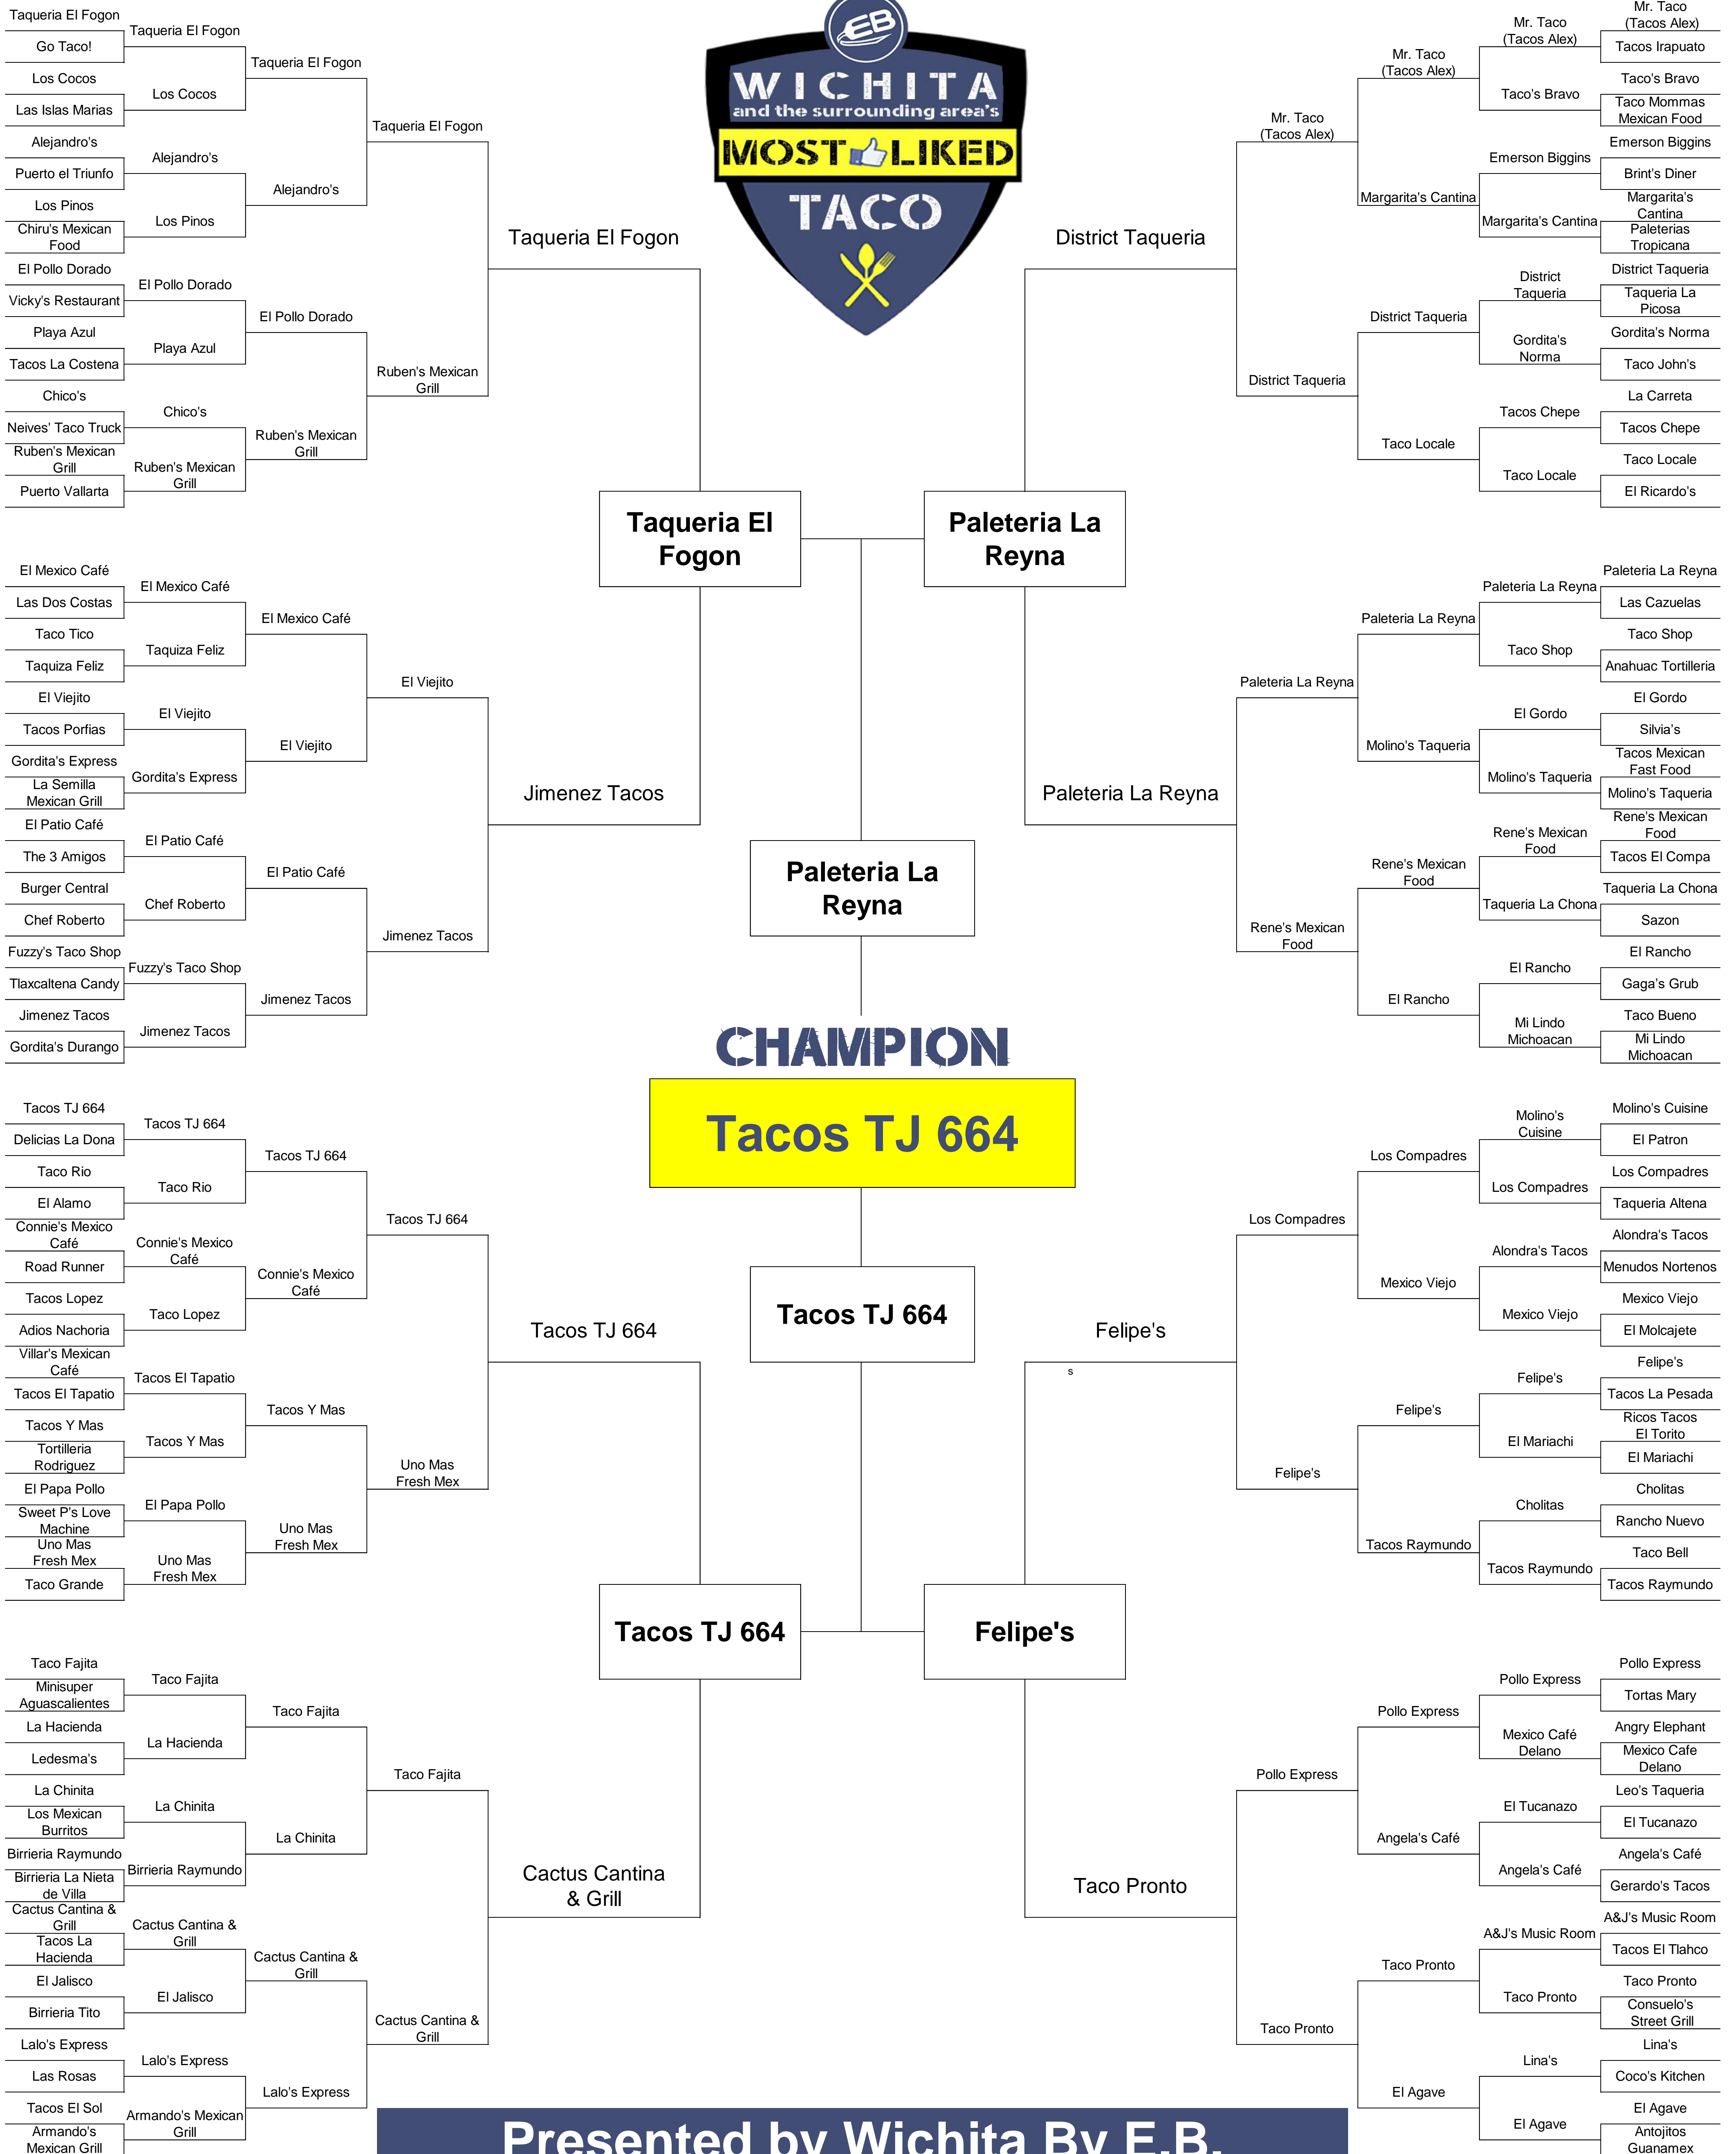 EB
WICHITA
and the surrounding area's
MOST LIKED
TACO
Taqueria El Fogon
Go Taco!
Los Cocos
Las Islas Marias
Alejandro's
Puerto el Triunfo
Los Pinos
Chiru's Mexican
Food
El Pollo Dorado
Vicky's Restaurant
Playa Azul
Tacos La Costena
Chico's
Neives' Taco Truck
Ruben's Mexican
Grill
Puerto Vallarta
Taqueria El Fogon
Los Cocos
Alejandro's
Los Pinos
El Pollo Dorado
Playa Azul
Chico's
Ruben's Mexican
Grill
Taqueria El Fogon
Alejandro's
El Pollo Dorado
Ruben's Mexican
Grill
Taqueria El Fogon
Ruben's Mexican
Grill
Taqueria El Fogon
El Mexico Café
Las Dos Costas
Taco Tico
Taquiza Feliz
El Viejito
Tacos Porfias
Gordita's Express
La Semilla
Mexican Grill
El Patio Café
The 3 Amigos
Burger Central
Chef Roberto
Fuzzy's Taco Shop
Tlaxcaltena Candy
Jimenez Tacos
Gordita's Durango
El Mexico Café
Taquiza Feliz
El Viejito
Gordita's Express
El Patio Café
Chef Roberto
Fuzzy's Taco Shop
Jimenez Tacos
El Mexico Café
El Viejito
El Patio Café
Jimenez Tacos
El Viejito
Jimenez Tacos
Jimenez Tacos
Taqueria El
Fogon
Paleteria La
Reyna
Mr. Taco
(Tacos Alex)
Tacos Irapuato
Taco's Bravo
Taco Mommas
Mexican Food
Emerson Biggins
Brint's Diner
Margarita's
Cantina
Paleterias
Tropicana
District Taqueria
Taqueria La
Picosa
Gordita's Norma
Taco John's
La Carreta
Tacos Chepe
Taco Locale
El Ricardo's
Mr. Taco
(Tacos Alex)
Taco's Bravo
Emerson Biggins
Margarita's Cantina
District
Taqueria
Gordita's
Norma
Tacos Chepe
Taco Locale
Mr. Taco
(Tacos Alex)
Margarita's Cantina
District Taqueria
Taco Locale
Mr. Taco
(Tacos Alex)
District Taqueria
District Taqueria
Paleteria La Reyna
Las Cazuelas
Taco Shop
Anahuac Tortilleria
El Gordo
Silvia's
Tacos Mexican
Fast Food
Molino's Taqueria
Rene's Mexican
Food
Tacos El Compa
Taqueria La Chona
Sazon
El Rancho
Gaga's Grub
Taco Bueno
Mi Lindo
Michoacan
Paleteria La Reyna
Taco Shop
El Gordo
Molino's Taqueria
Rene's Mexican
Food
Taqueria La Chona
El Rancho
Mi Lindo
Michoacan
Paleteria La Reyna
Molino's Taqueria
Rene's Mexican
Food
El Rancho
Paleteria La Reyna
Rene's Mexican
Food
Paleteria La Reyna
Paleteria La
Reyna
CHAMPION
Tacos TJ 664
Tacos TJ 664
Tacos TJ 664
Delicias La Dona
Taco Rio
El Alamo
Connie's Mexico
Café
Road Runner
Tacos Lopez
Adios Nachoria
Villar's Mexican
Café
Tacos El Tapatio
Tacos Y Mas
Tortilleria
Rodriguez
El Papa Pollo
Sweet P's Love
Machine
Uno Mas
Fresh Mex
Taco Grande
Tacos TJ 664
Taco Rio
Connie's Mexico
Café
Taco Lopez
Tacos El Tapatio
Tacos Y Mas
El Papa Pollo
Uno Mas
Fresh Mex
Tacos TJ 664
Connie's Mexico
Café
Tacos Y Mas
Uno Mas
Fresh Mex
Tacos TJ 664
Uno Mas
Fresh Mex
Tacos TJ 664
Taco Fajita
Minisuper
Aguascalientes
La Hacienda
Ledesma's
La Chinita
Los Mexican
Burritos
Birrieria Raymundo
Birrieria La Nieta
de Villa
Cactus Cantina &
Grill
Tacos La
Hacienda
El Jalisco
Birrieria Tito
Lalo's Express
Las Rosas
Tacos El Sol
Armando's
Mexican Grill
Taco Fajita
La Hacienda
La Chinita
Birrieria Raymundo
Cactus Cantina &
Grill
El Jalisco
Lalo's Express
Armando's Mexican
Grill
Taco Fajita
La Chinita
Cactus Cantina &
Grill
Lalo's Express
Taco Fajita
Cactus Cantina &
Grill
Cactus Cantina
& Grill
Tacos TJ 664
Felipe's
Molino's Cuisine
El Patron
Los Compadres
Taqueria Altena
Alondra's Tacos
Menudos Nortenos
Mexico Viejo
El Molcajete
Felipe's
Tacos La Pesada
Ricos Tacos
El Torito
El Mariachi
Cholitas
Rancho Nuevo
Taco Bell
Tacos Raymundo
Molino's
Cuisine
Los Compadres
Alondra's Tacos
Mexico Viejo
Felipe's
El Mariachi
Cholitas
Tacos Raymundo
Los Compadres
Mexico Viejo
Felipe's
Tacos Raymundo
Los Compadres
Felipe's
Felipe's
s
Pollo Express
Tortas Mary
Angry Elephant
Mexico Cafe
Delano
Leo's Taqueria
El Tucanazo
Angela's Café
Gerardo's Tacos
A&J's Music Room
Tacos El Tlahco
Taco Pronto
Consuelo's
Street Grill
Lina's
Coco's Kitchen
El Agave
Antojitos
Guanamex
Pollo Express
Mexico Café
Delano
El Tucanazo
Angela's Café
A&J's Music Room
Taco Pronto
Lina's
El Agave
Pollo Express
Angela's Café
Taco Pronto
El Agave
Pollo Express
Taco Pronto
Taco Pronto
Presented by Wichita By E.B.